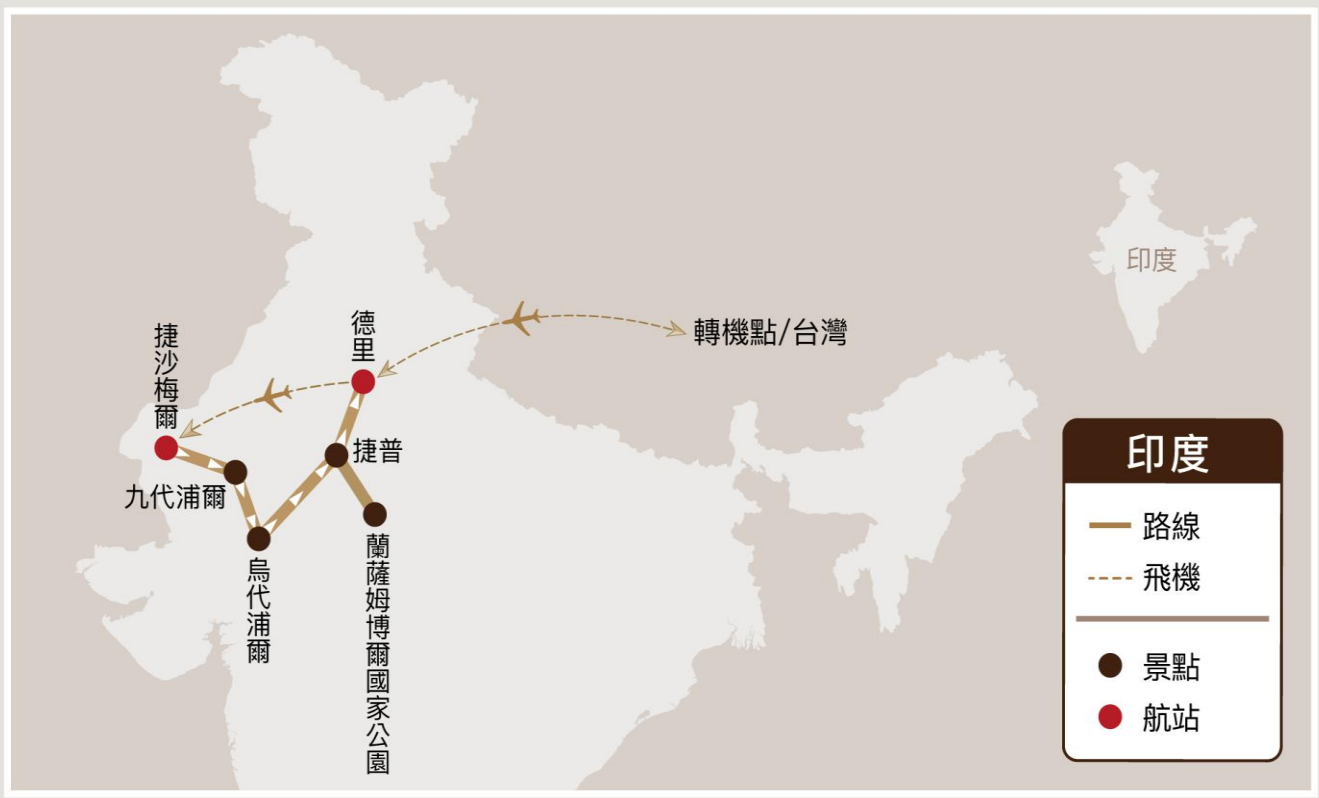 印度
轉機點/台灣
德里
捷沙梅爾
捷普
九代浦爾
烏代浦爾
蘭薩姆博爾國家公園
印度
路線
飛機
景點
航站